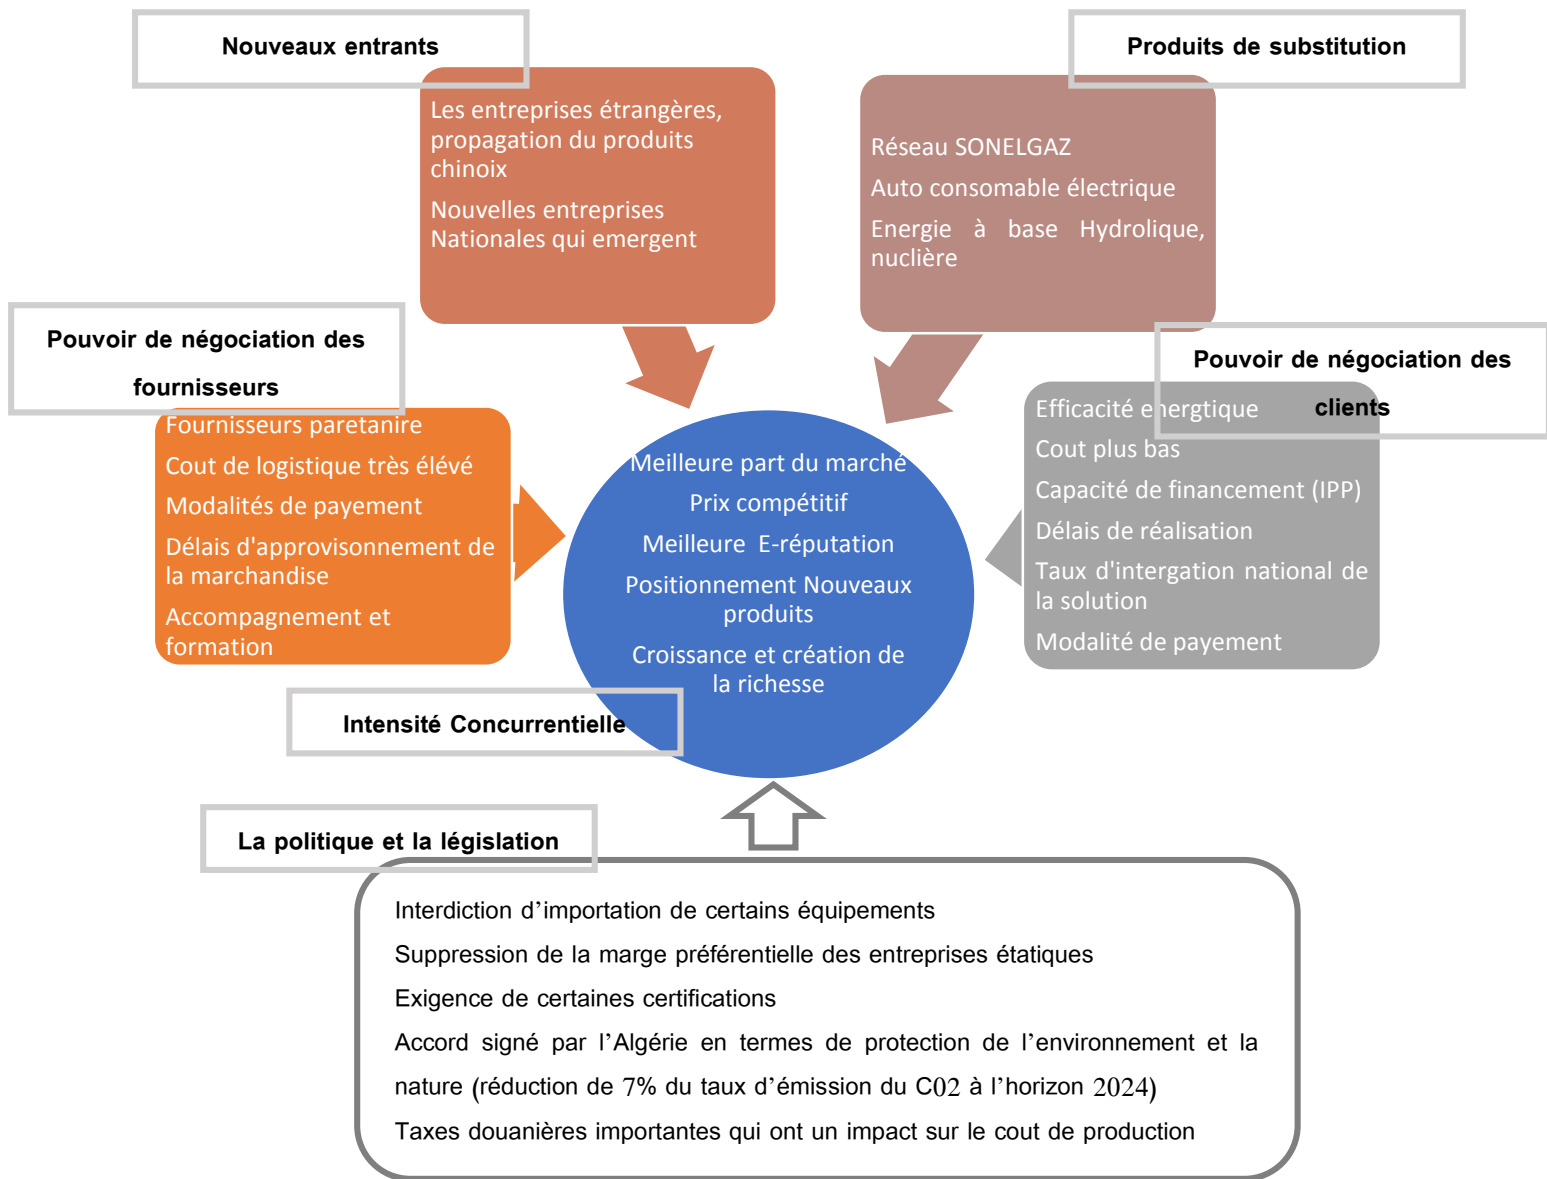 Nouveaux entrants
Les entreprises étrangères,
propagation du produits
chinoix
Nouvelles entreprises
Nationales qui emergent
Produits de substitution
Réseau SONELGAZ
Auto consomable électrique
Energie à base Hydrolique,
nuclière
Pouvoir de négociation des
fournisseurs
Fournisseurs paretanire
Cout de logistique très élévé
Modalités de payement
Délais d'approvisonnement de
la marchandise
Accompagnement et
formation
Meilleure part du marché
Prix compétitif
Meilleure E-réputation
Positionnement Nouveaux
produits
Croissance et création de
la richesse
Pouvoir de négociation des
clients
Efficacité energtique
Cout plus bas
Capacité de financement (IPP)
Délais de réalisation
Taux d'intergation national de
la solution
Modalité de payement
Intensité Concurrentielle
La politique et la législation
Interdiction d’importation de certains équipements
Suppression de la marge préférentielle des entreprises étatiques
Exigence de certaines certifications
Accord signé par l’Algérie en termes de protection de l’environnement et la
nature (réduction de 7% du taux d’émission du C02 à l’horizon 2024)
Taxes douanières importantes qui ont un impact sur le cout de production